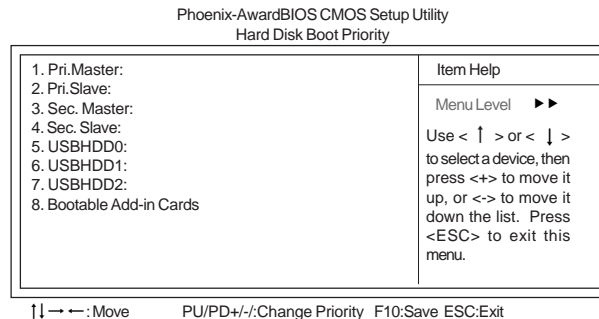 Phoenix-AwardBIOS CMOS Setup Utility
Hard Disk Boot Priority
1. Pri.Master:
2. Pri.Slave:
3. Sec. Master:
4. Sec. Slave:
5. USBHDD0:
6. USBHDD1:
7. USBHDD2:
8. Bootable Add-in Cards
Item Help
Menu Level ►►
Use < ↑ > or < ↓ >
to select a device, then
press <+> to move it
up, or <-> to move it
down the list. Press
<ESC> to exit this
menu.
↑↓→←: Move PU/PD+/-/:Change Priority F10:Save ESC:Exit